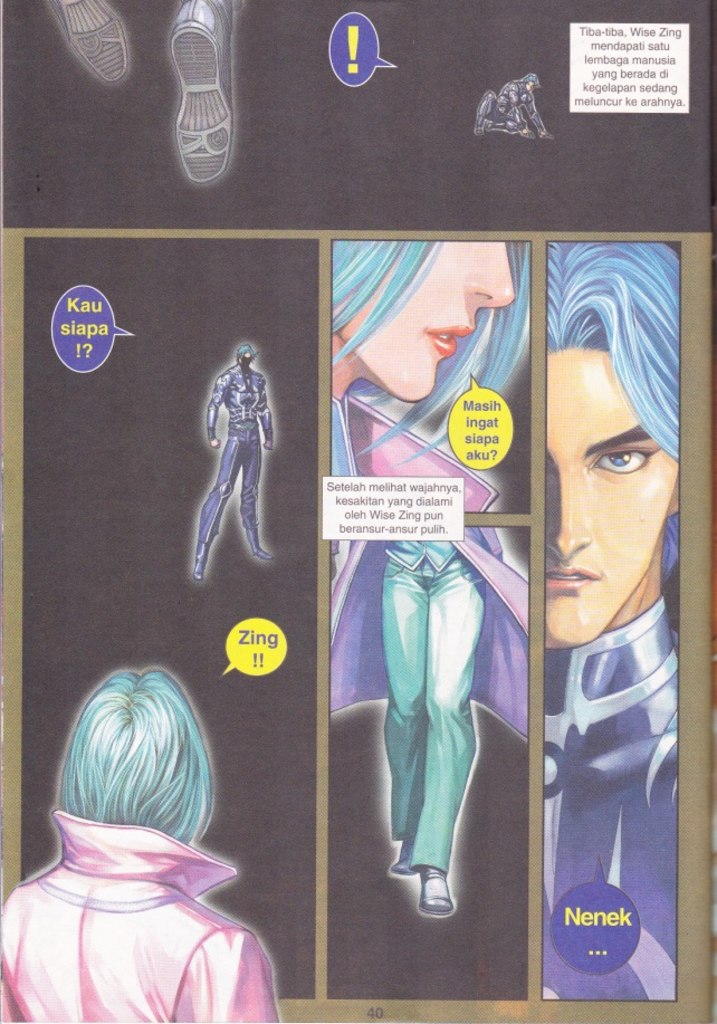 !
Tiba-tiba, Wise Zing
mendapati satu
lembaga manusia
yang berada di
kegelapan sedang
meluncur ke arahnya.
Kau
siapa
!?
Zing
!!
Masih
ingat
siapa
aku?
Setelah melihat wajahnya,
kesakitan yang dialami
oleh Wise Zing pun
beransur-ansur pulih.
Nenek
...
40